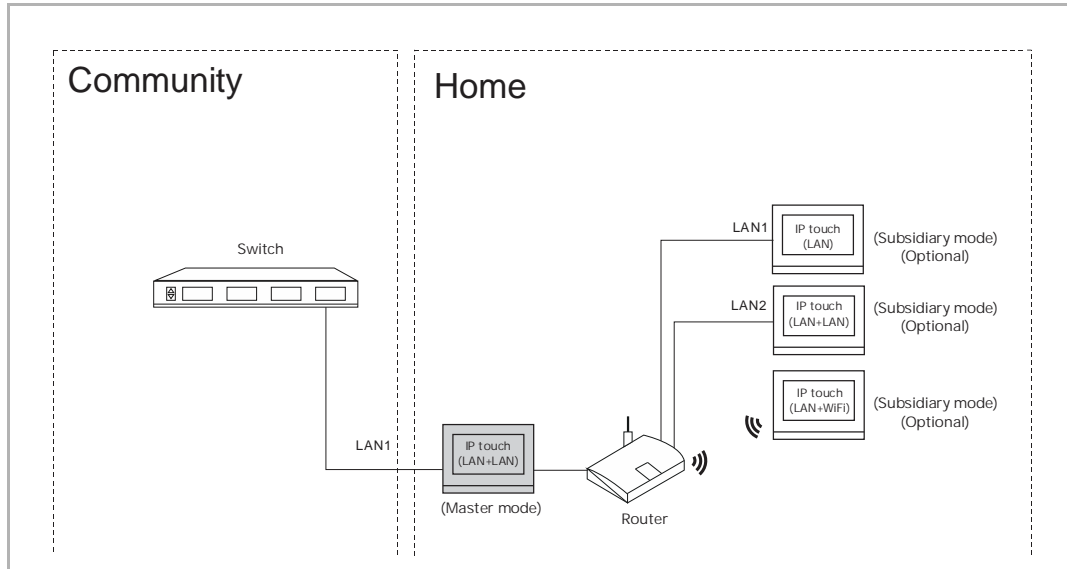 Community
Home
Switch
LAN1
IP touch
(LAN)
(Subsidiary mode)
(Optional)
LAN2
IP touch
(LAN+LAN)
(Subsidiary mode)
(Optional)
IP touch
(LAN+WiFi)
(Subsidiary mode)
(Optional)
LAN1
IP touch
(LAN+LAN)
(Master mode)
Router